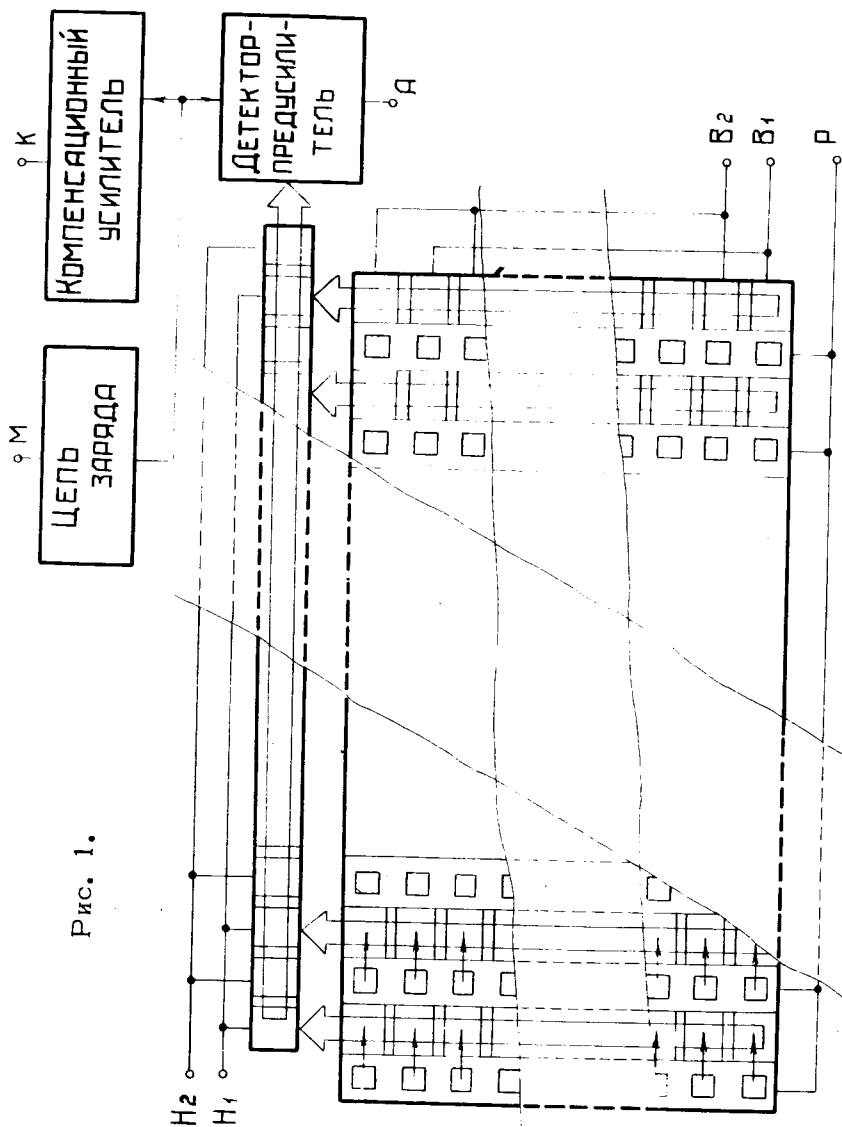 К
КОМПЕНСАЦИОННЫЙ
УСИЛИТЕЛЬ
М
ЦЕПЬ
ЗАРЯДА
ДЕТЕКТОР-
ПРЕДУСИЛИ-
ТЕЛЬ
А
Н2
Н1
В2
В1
Р
Рис. 1.